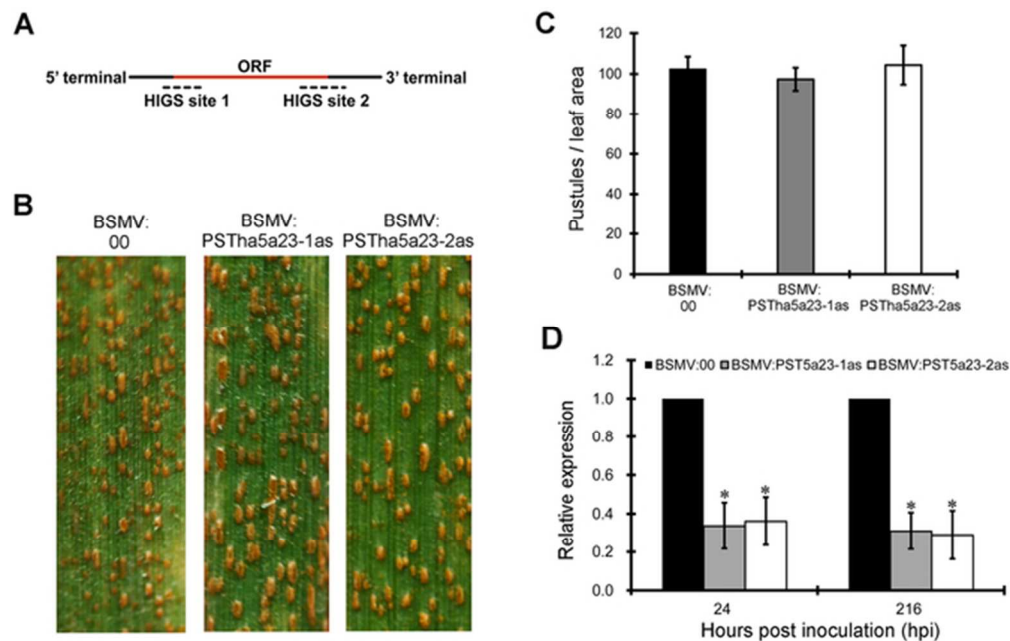 A
5' terminal ORF 3' terminal
HIGS site 1 HIGS site 2
B
BSMV: BSMV: BSMV:
00 PSTha5a23-1as PSTha5a23-2as
C
Pustules / leaf area
120
100
80
60
40
20
0
BSMV: BSMV: BSMV:
00 PSTha5a23-1as PSTha5a23-2as
D
Relative expression
1.2
1.0
0.8
0.6
0.4
0.2
0.0
BSMV:00 BSMV:PST5a23-1as BSMV:PST5a23-2as
* * * *
24 216
Hours post inoculation (hpi)